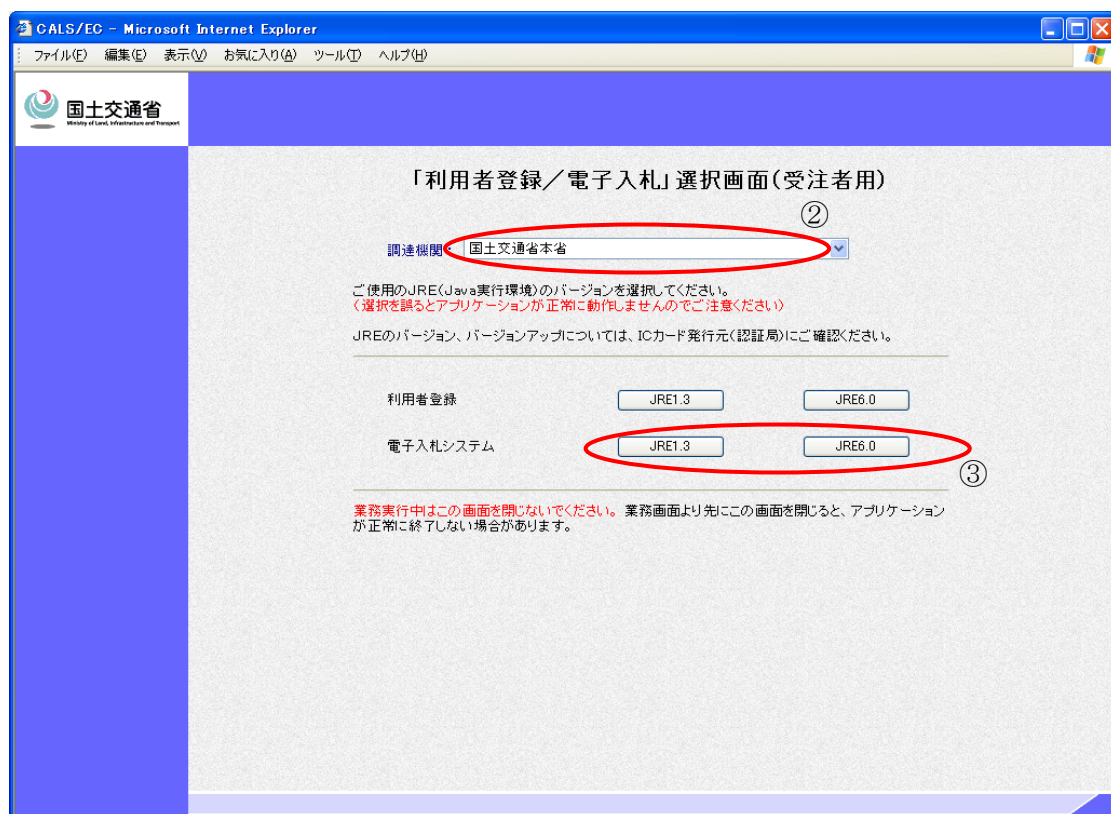 CALS/EC - Microsoft Internet Explorer
ファイル(F) 編集(E) 表示(V) お気に入り(A) ツール(T) ヘルプ(H)
国土交通省
Ministry of Land, Infrastructure and Transport
「利用者登録／電子入札」選択画面(受注者用)
②
調達機関： 国土交通省本省
ご使用のJRE(Java実行環境)のバージョンを選択してください。
(選択を誤るとアプリケーションが正常に動作しませんのでご注意ください)
JREのバージョン、バージョンアップについては、ICカード発行元(認証局)にご確認ください。
利用者登録 JRE1.3 JRE6.0
電子入札システム JRE1.3 JRE6.0
③
業務実行中はこの画面を閉じないでください。業務画面より先にこの画面を閉じると、アプリケーション
が正常に終了しない場合があります。